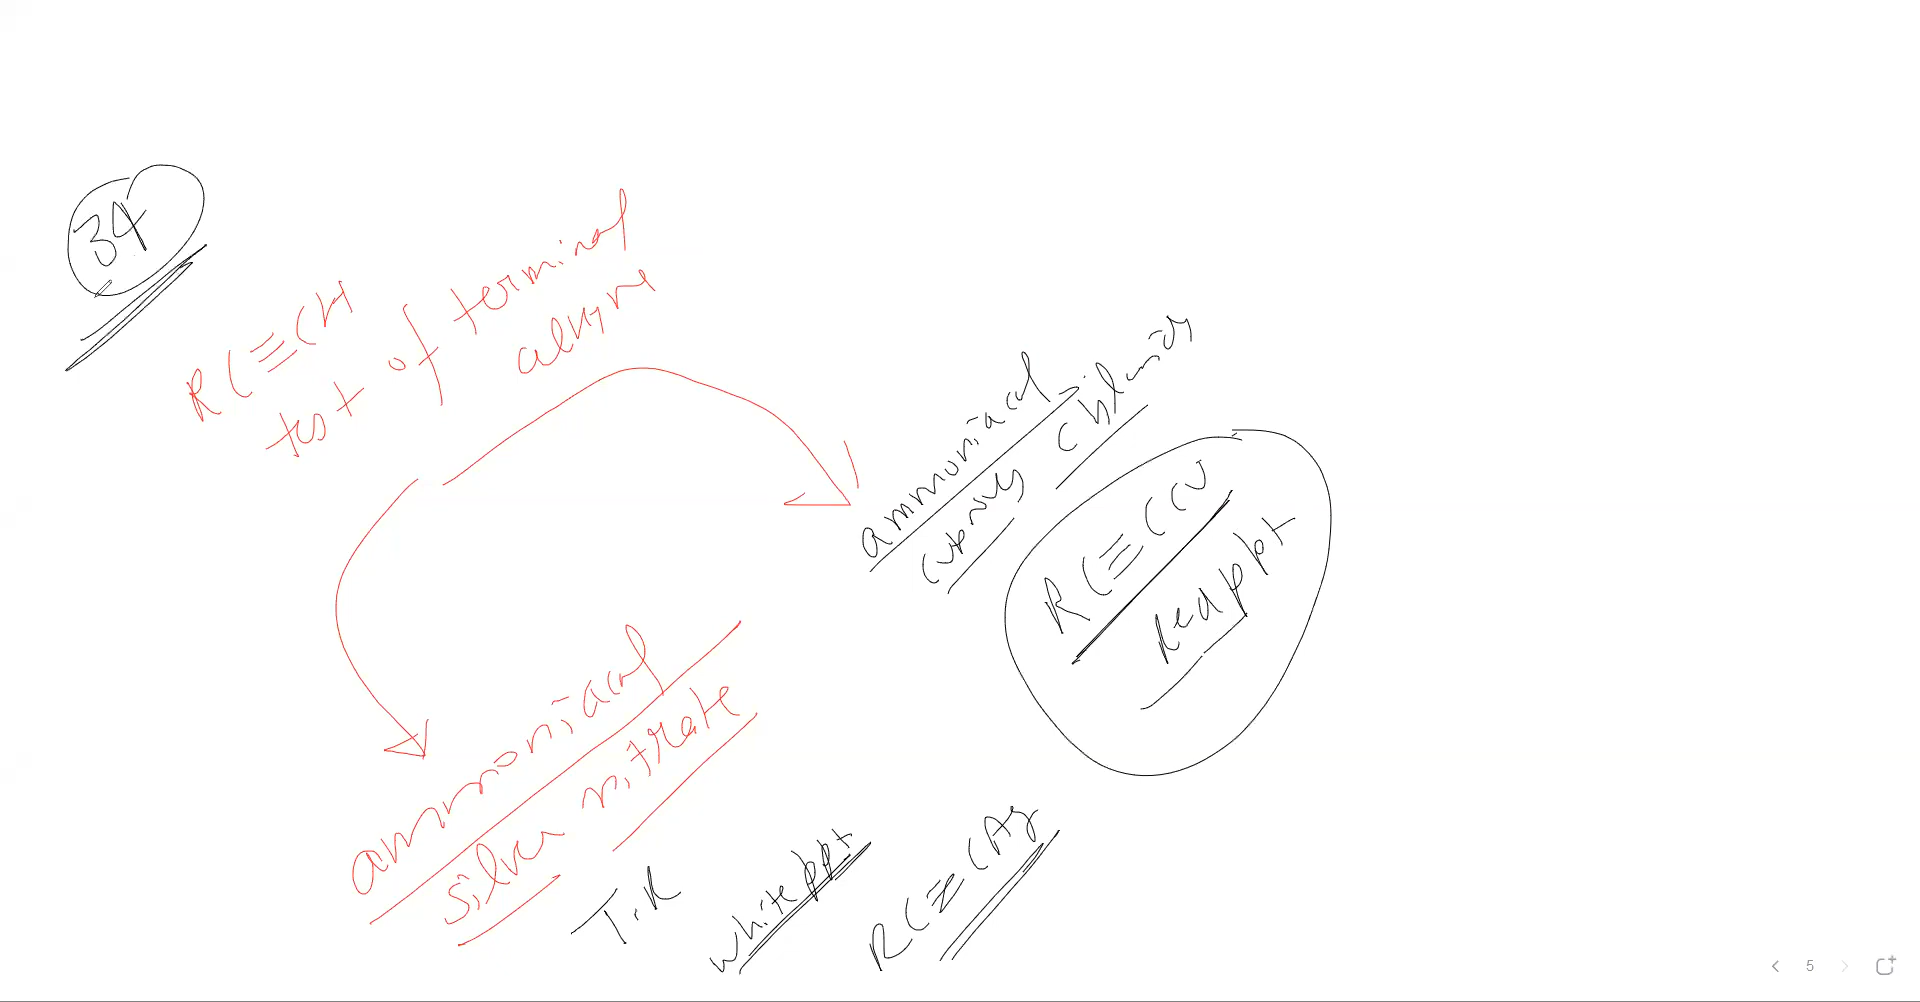 34
RC≡CH
test of terminal
alkyne
ammoniacal
cuprous chloride
RC≡CCu
Red ppt
ammoniacal
silver nitrate
T.R
white ppt
RC≡CAg
5